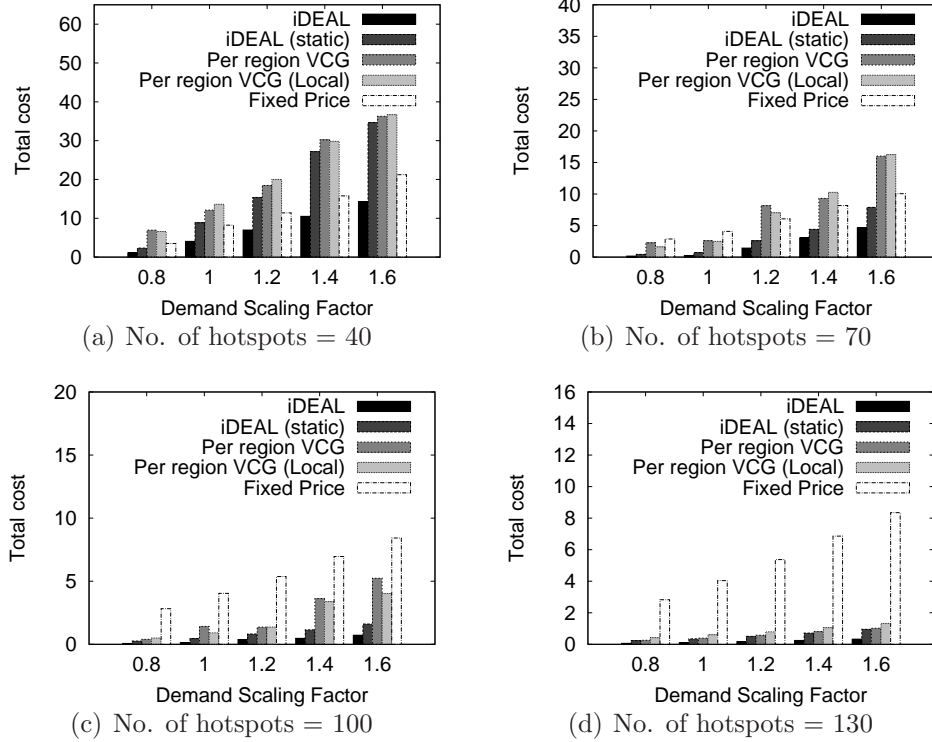 Total cost
60
50
40
30
20
10
0
iDEAL
iDEAL (static)
Per region VCG
Per region VCG (Local)
Fixed Price
0.8 1 1.2 1.4 1.6
Demand Scaling Factor
(a) No. of hotspots = 40
Total cost
40
35
30
25
20
15
10
5
0
iDEAL
iDEAL (static)
Per region VCG
Per region VCG (Local)
Fixed Price
0.8 1 1.2 1.4 1.6
Demand Scaling Factor
(b) No. of hotspots = 70
Total cost
20
15
10
5
0
iDEAL
iDEAL (static)
Per region VCG
Per region VCG (Local)
Fixed Price
0.8 1 1.2 1.4 1.6
Demand Scaling Factor
(c) No. of hotspots = 100
Total cost
16
14
12
10
8
6
4
2
0
iDEAL
iDEAL (static)
Per region VCG
Per region VCG (Local)
Fixed Price
0.8 1 1.2 1.4 1.6
Demand Scaling Factor
(d) No. of hotspots = 130